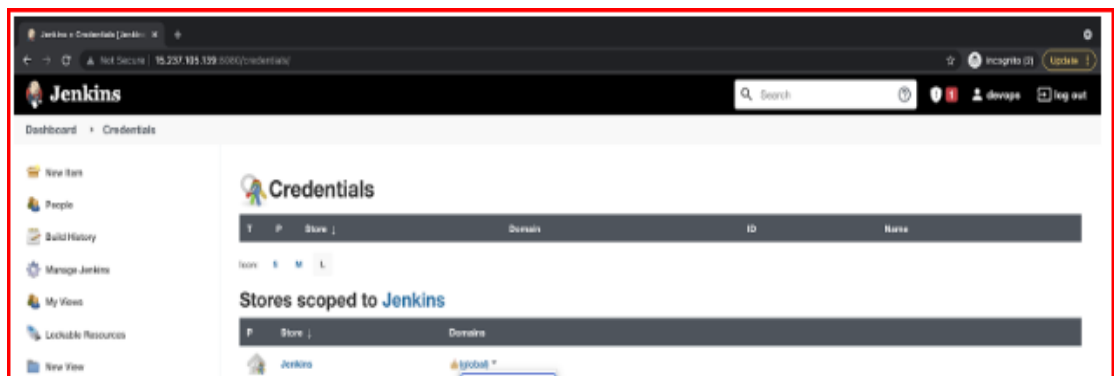 Jenkins » Credentials [Jenkins]
Not Secure 15.237.105.139:8080/credentials/
Incognito (2) Update
Jenkins
Search
1
devops
log out
Dashboard
Credentials
New Item
People
Build History
Manage Jenkins
My Views
Lockable Resources
New View
Credentials
T P Store ↓ Domain ID Name
Icon: S M L
Stores scoped to Jenkins
P Store ↓ Domains
Jenkins (global)